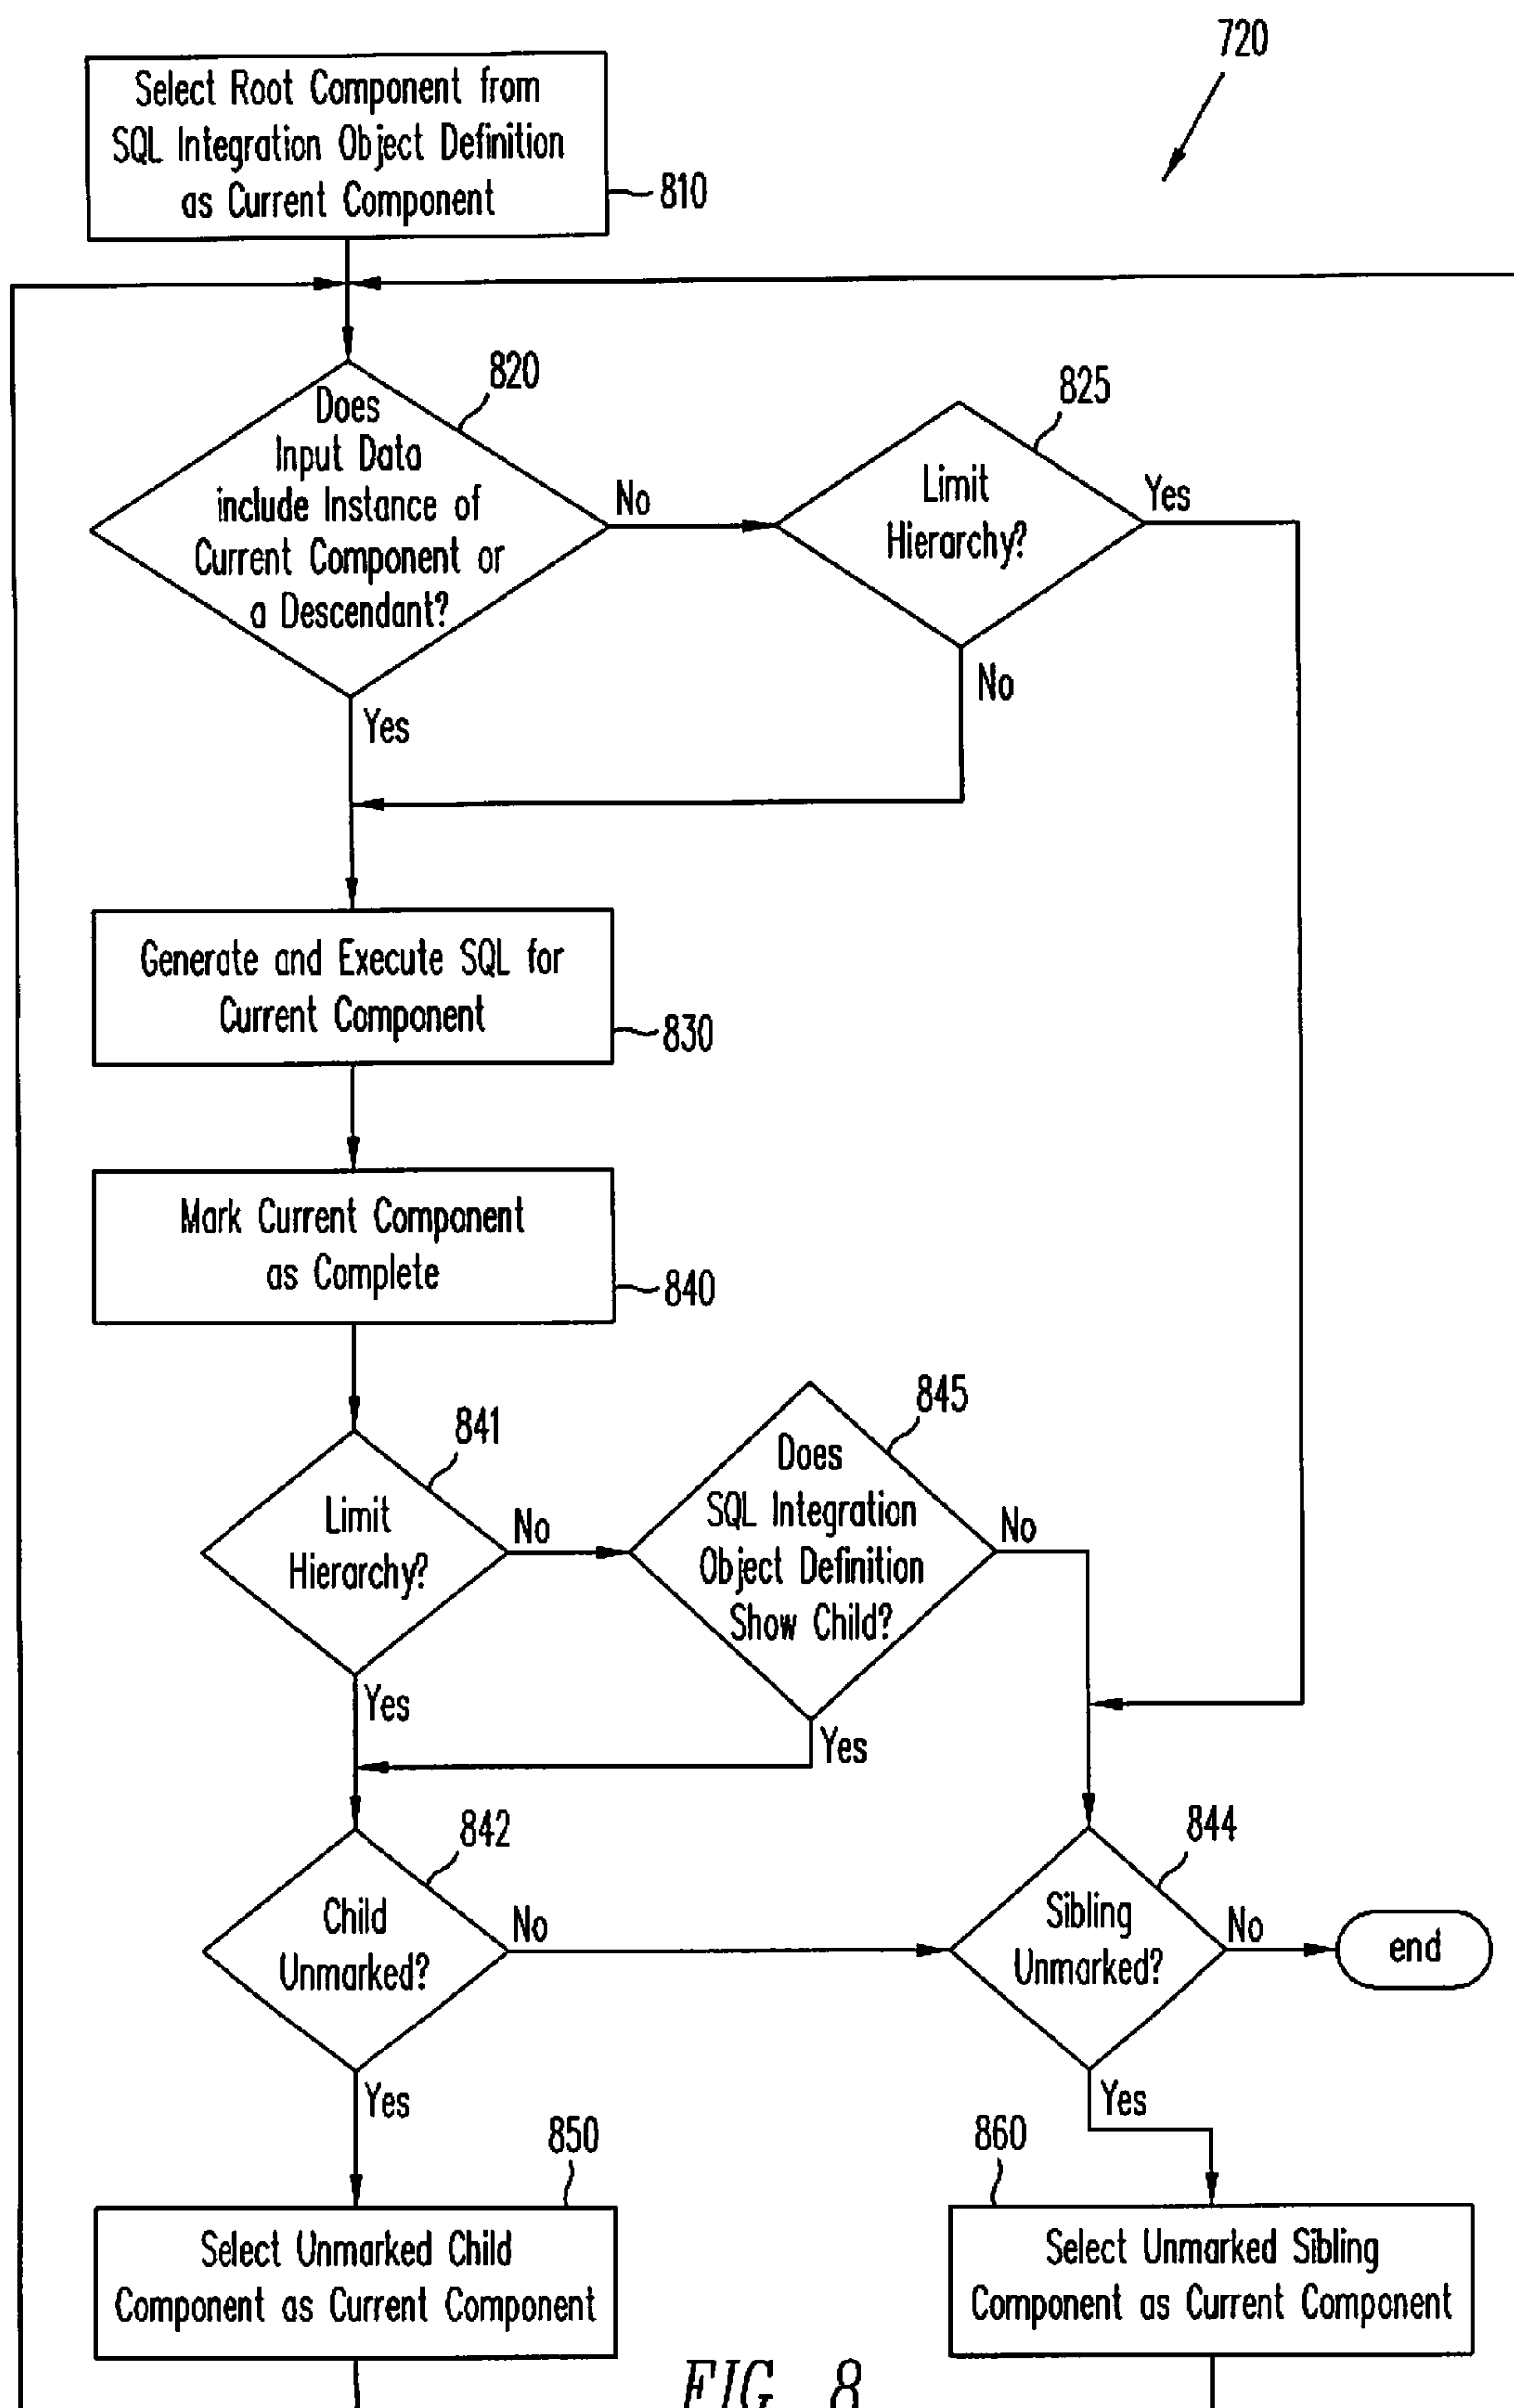 720
Select Root Component from
SQL Integration Object Definition
as Current Component
810
Does
Input Data
include Instance of
Current Component or
a Descendant?
820
No
Yes
Limit
Hierarchy?
825
Yes
No
Generate and Execute SQL for
Current Component
830
Mark Current Component
as Complete
840
Limit
Hierarchy?
841
No
Yes
Does
SQL Integration
Object Definition
Show Child?
845
No
Yes
Child
Unmarked?
842
No
Yes
Sibling
Unmarked?
844
No
Yes
end
Select Unmarked Child
Component as Current Component
850
Select Unmarked Sibling
Component as Current Component
860
FIG. 8